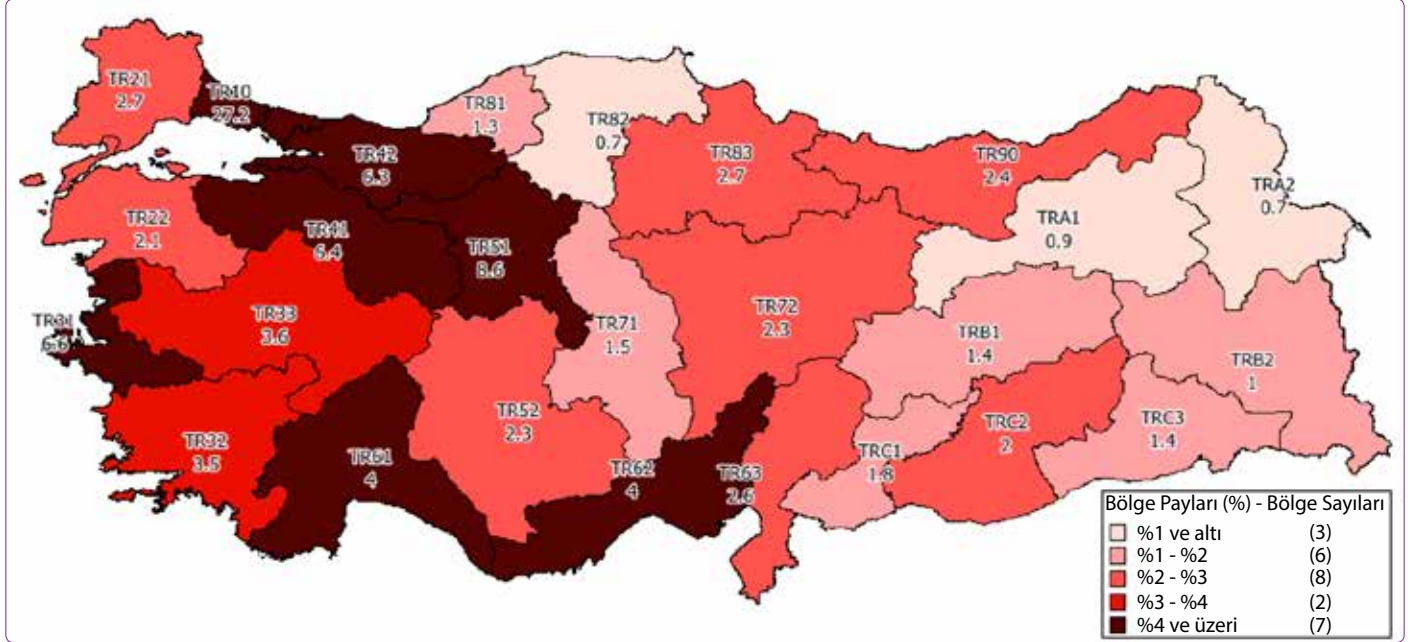 TR21
2.7
TR10
27.2
TR81
1.3
TR82
0.7
TR42
6.3
TR83
2.7
TR90
2.4
TRA2
0.7
TRA1
0.9
TR22
2.1
TR41
6.4
TR51
8.6
TR31
6.6
TR33
3.6
TR71
1.5
TR72
2.3
TRB1
1.4
TRB2
1
TR52
2.3
TR32
3.5
TR61
4
TR62
4
TR63
2.6
TRC1
1.8
TRC2
2
TRC3
1.4
Bölge Payları (%) - Bölge Sayıları
%1 ve altı (3)
%1 - %2 (6)
%2 - %3 (8)
%3 - %4 (2)
%4 ve üzeri (7)